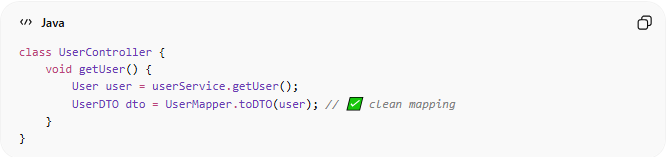 Java
class UserController {
    void getUser() {
        User user = userService.getUser();
        UserDTO dto = UserMapper.toDTO(user); // ✅ clean mapping
    }
}